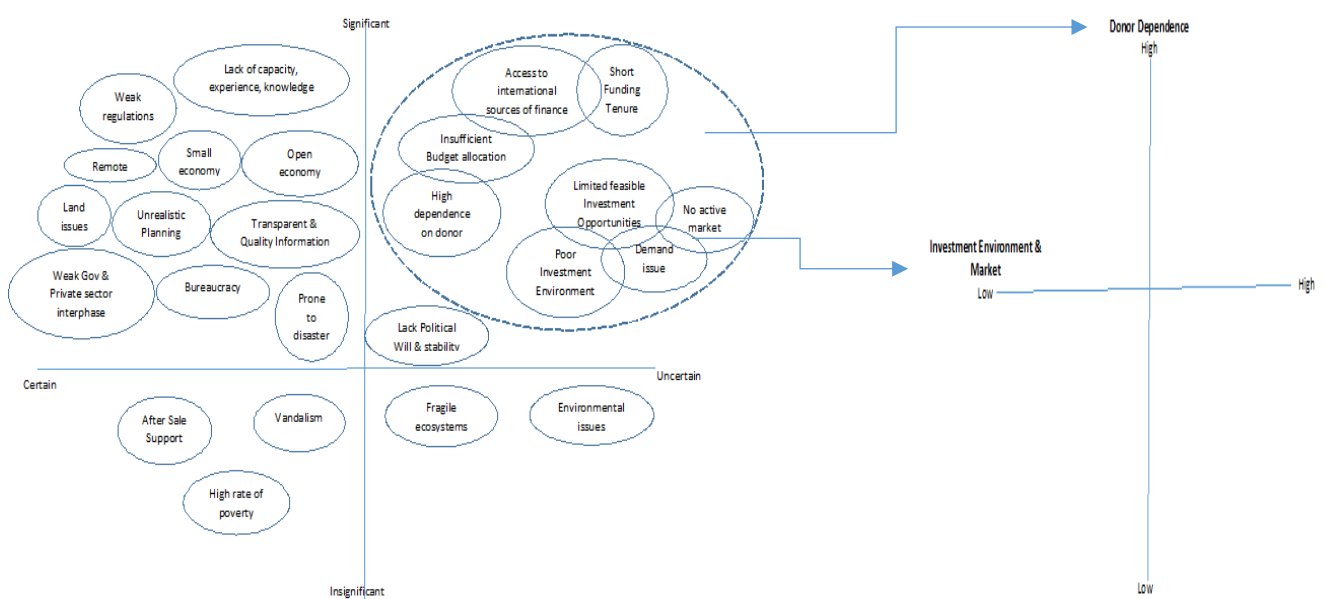 Significant
Lack of capacity,
experience, knowledge
Weak
regulations
Remote
Small
economy
Open
economy
Land
issues
Unrealistic
Planning
Transparent &
Quality Information
Weak Gov &
Private sector
interphase
Bureaucracy
Prone
to
disaster
Access to
international
sources of finance
Short
Funding
Tenure
Insufficient
Budget allocation
High
dependence
on donor
Limited feasible
Investment
Opportunities
No active
market
Poor
Investment
Environment
Demand
issue
Lack Political
Will & stability
Certain
Uncertain
After Sale
Support
Vandalism
Fragile
ecosystems
Environmental
issues
High rate of
poverty
Insignificant
Donor Dependence
High
Investment Environment &
Market
Low
High
Low